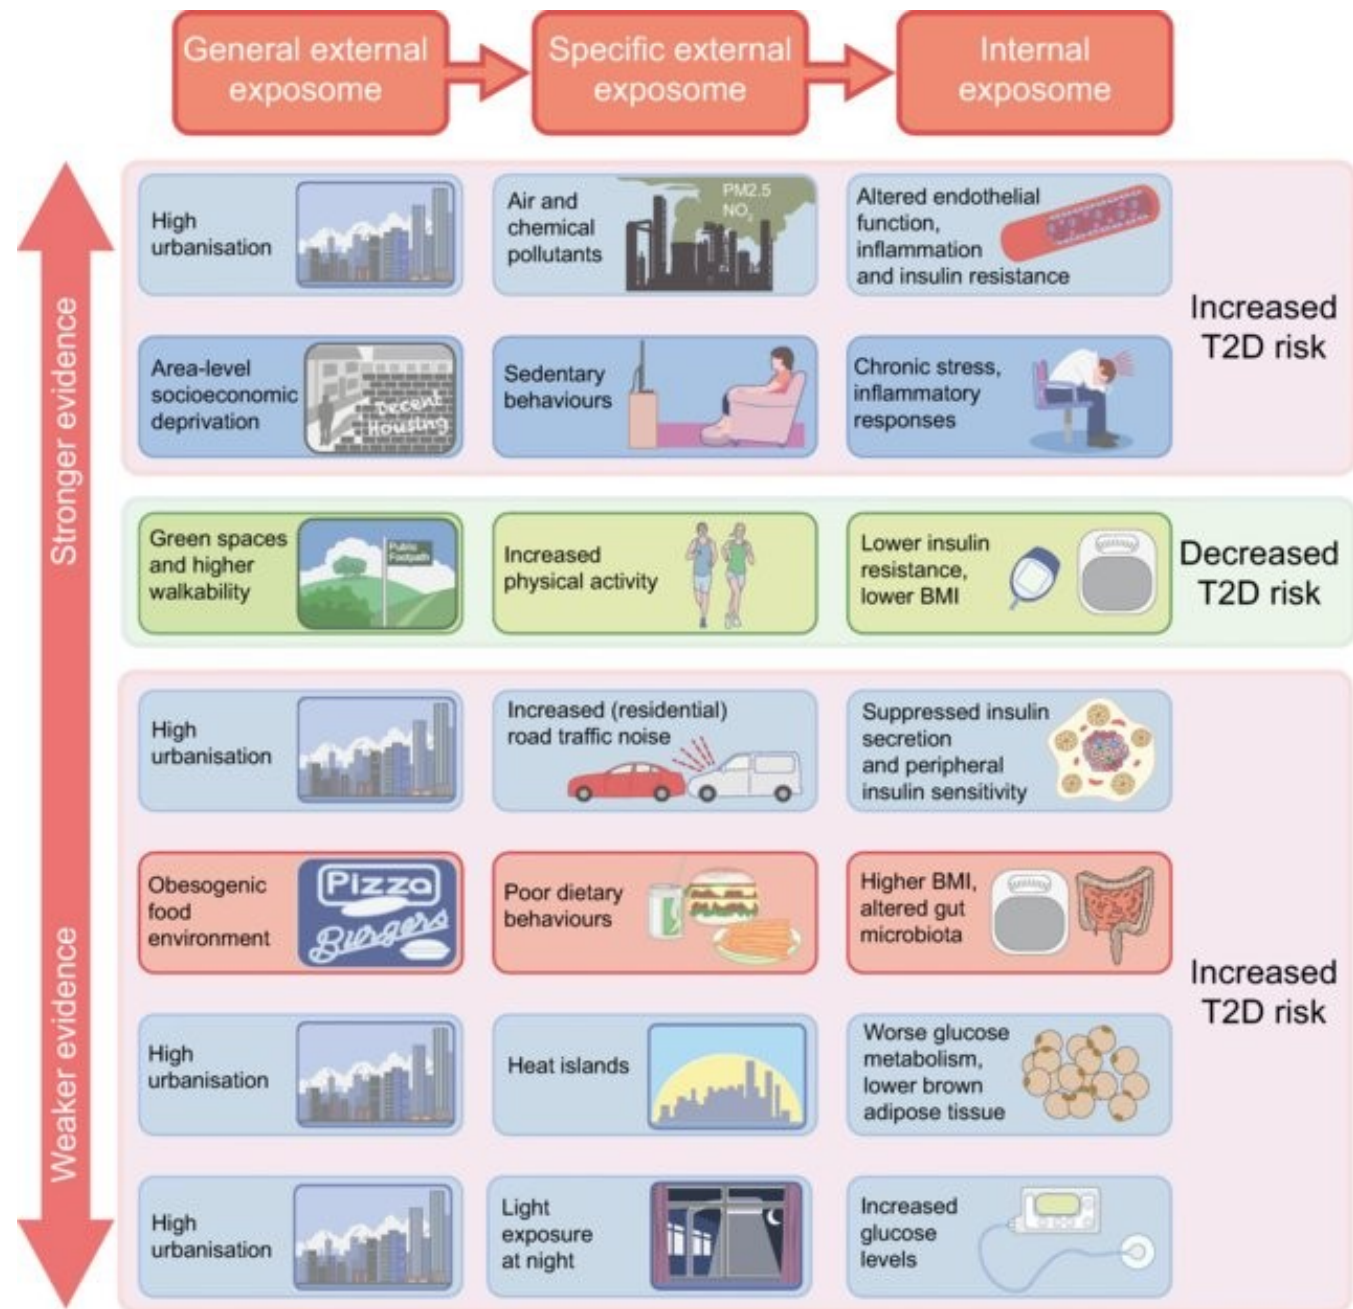 General external
exposome
Specific external
exposome
Internal
exposome
Stronger evidence
Weaker evidence
High
urbanisation
Air and
chemical
pollutants
PM2.5
NO₂
Altered endothelial
function,
inflammation
and insulin resistance
Increased
T2D risk
Area-level
socioeconomic
deprivation
Decent
Housing
Sedentary
behaviours
Chronic stress,
inflammatory
responses
Green spaces
and higher
walkability
Public
Footpath
Increased
physical activity
Lower insulin
resistance,
lower BMI
Decreased
T2D risk
High
urbanisation
Increased (residential)
road traffic noise
Suppressed insulin
secretion
and peripheral
insulin sensitivity
Obesogenic
food
environment
Pizza
Burgers
Poor dietary
behaviours
Higher BMI,
altered gut
microbiota
Increased
T2D risk
High
urbanisation
Heat islands
Worse glucose
metabolism,
lower brown
adipose tissue
High
urbanisation
Light
exposure
at night
Increased
glucose
levels